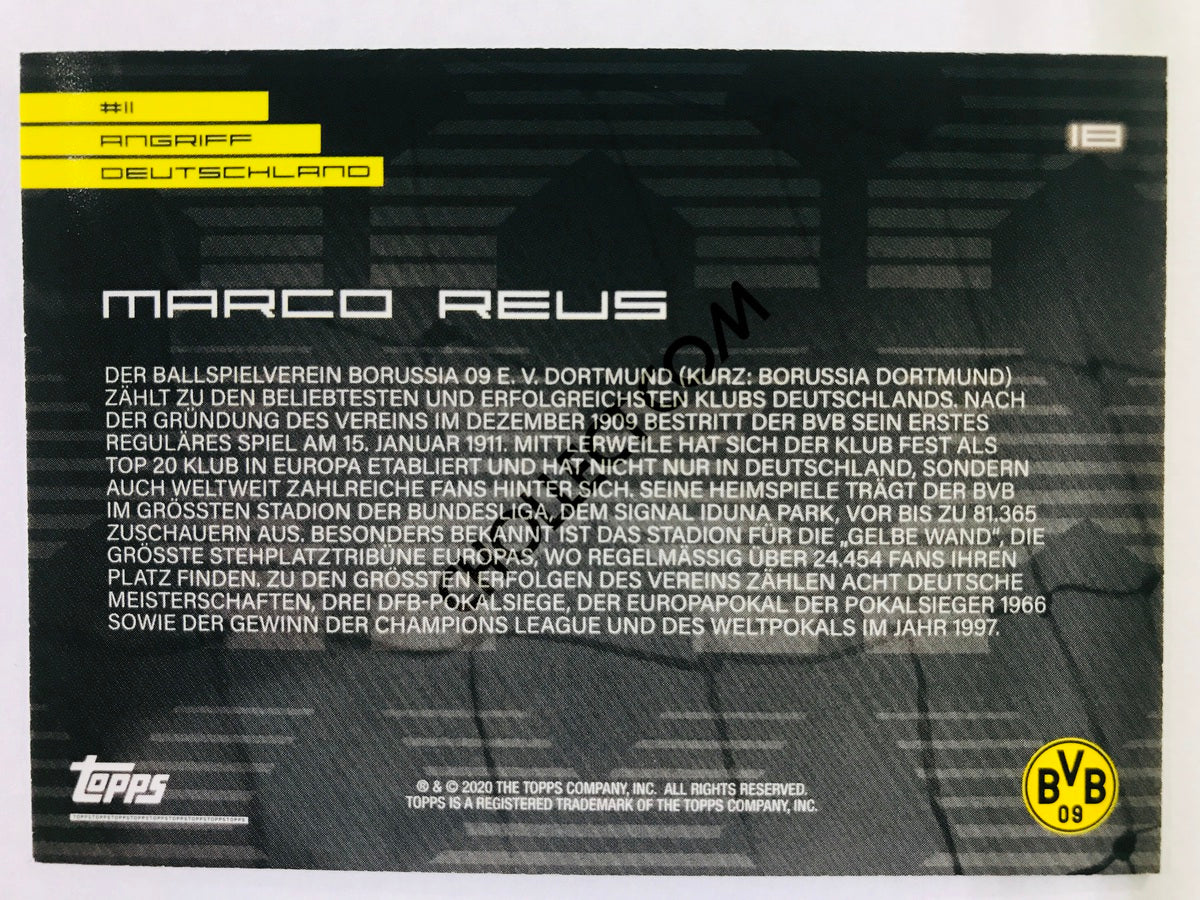 #11
ANGRIFF
DEUTSCHLAND
18
MARCO REUS
DER BALLSPIELVEREIN BORUSSIA 09 E. V. DORTMUND (KURZ: BORUSSIA DORTMUND)
ZÄHLT ZU DEN BELIEBTESTEN UND ERFOLGREICHSTEN KLUBS DEUTSCHLANDS. NACH
DER GRÜNDUNG DES VEREINS IM DEZEMBER 1909 BESTRITT DER BVB SEIN ERSTES
REGULÄRES SPIEL AM 15. JANUAR 1911. MITTLERWEILE HAT SICH DER KLUB FEST ALS
TOP 20 KLUB IN EUROPA ETABLIERT UND HAT NICHT NUR IN DEUTSCHLAND, SONDERN
AUCH WELTWEIT ZAHLREICHE FANS HINTER SICH. SEINE HEIMSPIELE TRÄGT DER BVB
IM GRÖSSTEN STADION DER BUNDESLIGA, DEM SIGNAL IDUNA PARK, VOR BIS ZU 81.365
ZUSCHAUERN AUS. BESONDERS BEKANNT IST DAS STADION FÜR DIE „GELBE WAND“, DIE
GRÖSSTE STEHPLATZTRIBÜNE EUROPAS, WO REGELMÄSSIG ÜBER 24.454 FANS IHREN
PLATZ FINDEN. ZU DEN GRÖSSTEN ERFOLGEN DES VEREINS ZÄHLEN ACHT DEUTSCHE
MEISTERSCHAFTEN, DREI DFB-POKALSIEGE, DER EUROPAPOKAL DER POKALSIEGER 1966
SOWIE DER GEWINN DER CHAMPIONS LEAGUE UND DES WELTPOKALS IM JAHR 1997.
topps
TOPPSTOPPSTOPPSTOPPSTOPPSTOPPSTOPPSTOPPSTOPPS
® & © 2020 THE TOPPS COMPANY, INC. ALL RIGHTS RESERVED.
TOPPS IS A REGISTERED TRADEMARK OF THE TOPPS COMPANY, INC.
BVB
09